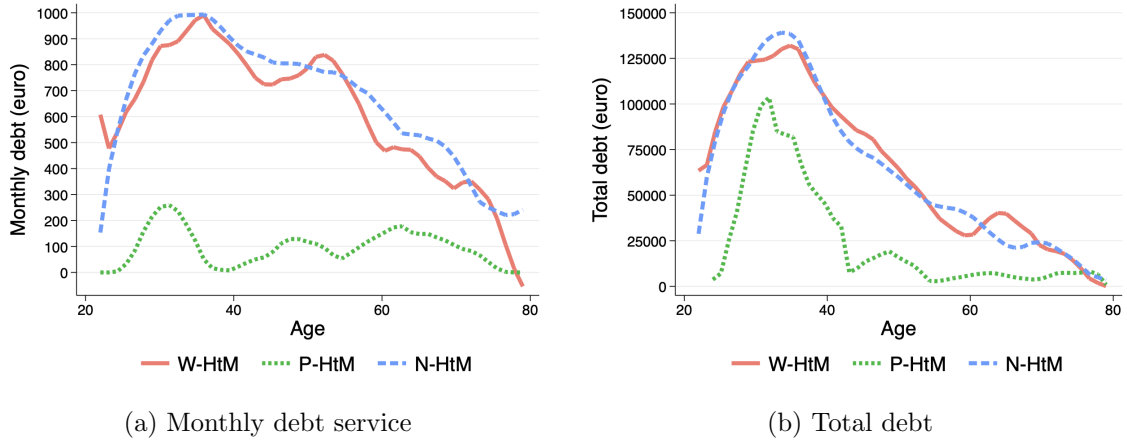 Monthly debt (euro)
1000
900
800
700
600
500
400
300
200
100
0
20 40 60 80
Age
W-HtM P-HtM N-HtM
(a) Monthly debt service
Total debt (euro)
150000
125000
100000
75000
50000
25000
0
20 40 60 80
Age
W-HtM P-HtM N-HtM
(b) Total debt